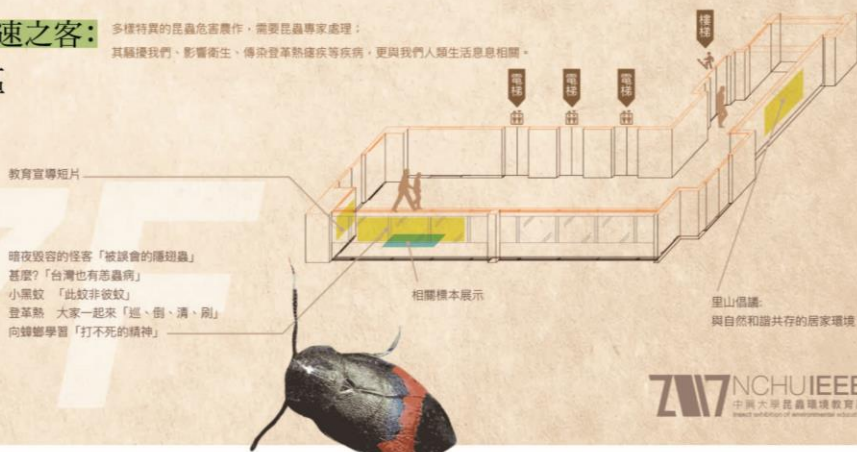 速之客:
多樣特異的昆蟲危害農作，需要昆蟲專家處理；
其騷擾我們、影響衛生、傳染登革熱瘧疾等疾病，更與我們人類生活息息相關。
樓梯
電梯
電梯
電梯
教育宣導短片
7F
暗夜毀容的怪客「被誤會的隱翅蟲」
甚麼?「台灣也有恙蟲病」
小黑蚊 「此蚊非彼蚊」
登革熱 大家一起來「巡、倒、清、刷」
向蟑螂學習「打不死的精神」
相關標本展示
里山倡議:
與自然和諧共存的居家環境
2017 NCHUIEEE
中興大學昆蟲環境教育
insect exhibition of environmental educat